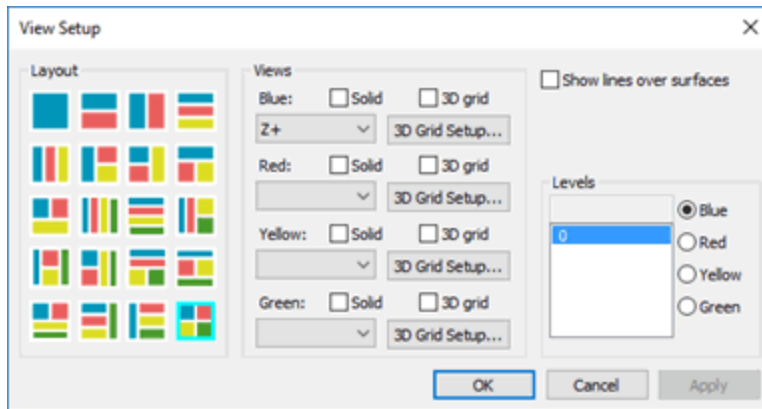 View Setup
Layout
Views
Blue: Solid 3D grid
Z+ 3D Grid Setup...
Red: Solid 3D grid
3D Grid Setup...
Yellow: Solid 3D grid
3D Grid Setup...
Green: Solid 3D grid
3D Grid Setup...
Show lines over surfaces
Levels
0
Blue
Red
Yellow
Green
OK Cancel Apply